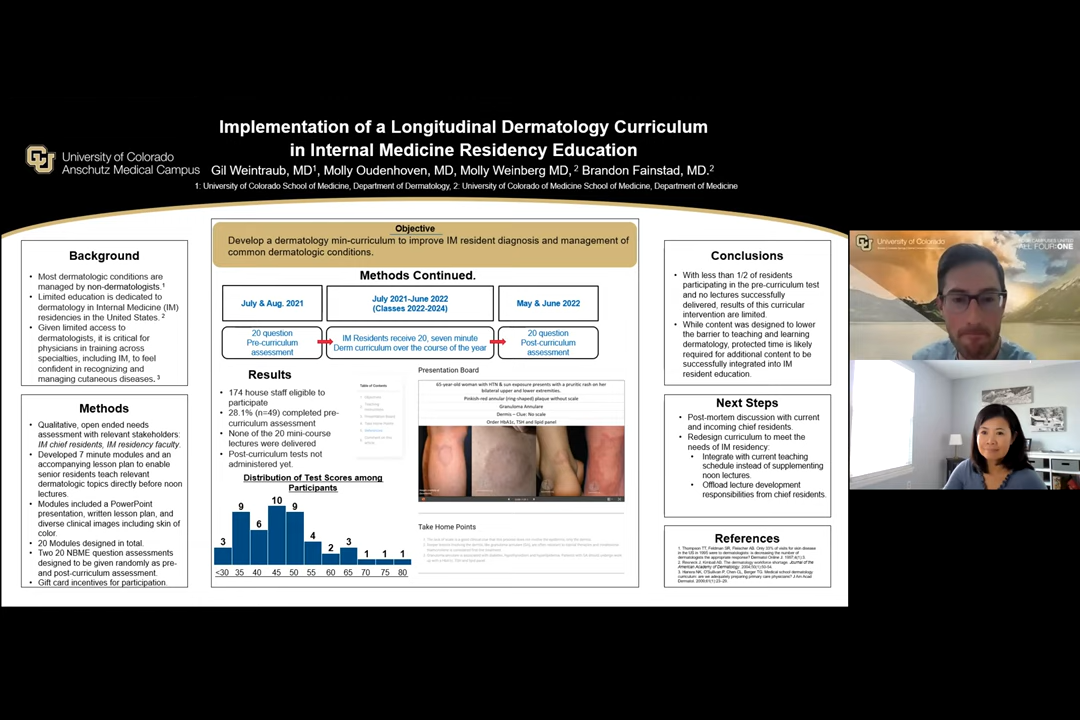 Implementation of a Longitudinal Dermatology Curriculum
in Internal Medicine Residency Education
University of Colorado
Anschutz Medical Campus
Gil Weintraub, MD1, Molly Oudenhoven, MD, Molly Weinberg MD, 2 Brandon Fainstad, MD.2
1: University of Colorado School of Medicine, Department of Dermatology, 2: University of Colorado of Medicine School of Medicine, Department of Medicine
Background
• Most dermatologic conditions are
managed by non-dermatologists.1
• Limited education is dedicated to
dermatology in Internal Medicine (IM)
residencies in the United States. 2
• Given limited access to
dermatologists, it is critical for
physicians in training across
specialties, including IM, to feel
confident in recognizing and
managing cutaneous diseases. 3
Methods
• Qualitative, open ended needs
assessment with relevant stakeholders:
IM chief residents, IM residency faculty.
• Developed 7 minute modules and an
accompanying lesson plan to enable
senior residents teach relevant
dermatologic topics directly before noon
lectures.
• Modules included a PowerPoint
presentation, written lesson plan, and
diverse clinical images including skin of
color.
• 20 Modules designed in total.
• Two 20 NBME question assessments
designed to be given randomly as pre-
and post-curriculum assessment.
• Gift card incentives for participation.
Objective
Develop a dermatology min-curriculum to improve IM resident diagnosis and management of
common dermatologic conditions.
Methods Continued.
July & Aug. 2021
July 2021-June 2022
(Classes 2022-2024)
May & June 2022
20 question
Pre-curriculum
assessment
IM Residents receive 20, seven minute
Derm curriculum over the course of the year
20 question
Post-curriculum
assessment
Results
• 174 house staff eligible to
participate
• 28.1% (n=49) completed pre-
curriculum assessment
• None of the 20 mini-course
lectures were delivered
• Post-curriculum tests not
administered yet.
Table of Contents
Distribution of Test Scores among
Participants
3 9 6 10 9 4 2 3 1 1 1
<30 35 40 45 50 55 60 65 70 75 80
Presentation Board
65-year-old woman with HTN & sun exposure presents with a pruritic rash on her
bilateral upper and lower extremities.
Pinkish-red annular (ring-shaped) plaque without scale
Granuloma Annulare
Dermis – Clue: No scale
Order HbA1c, TSH and lipid panel
Take Home Points
Conclusions
• With less than 1/2 of residents
participating in the pre-curriculum test
and no lectures successfully
delivered, results of this curricular
intervention are limited.
• While content was designed to lower
the barrier to teaching and learning
dermatology, protected time is likely
required for additional content to be
successfully integrated into IM
resident education.
Next Steps
• Post-mortem discussion with current
and incoming chief residents.
• Redesign curriculum to meet the
needs of IM residency:
• Integrate with current teaching
schedule instead of supplementing
noon lectures.
• Offload lecture development
responsibilities from chief residents.
References
University of Colorado
ALL FOUR:ONE